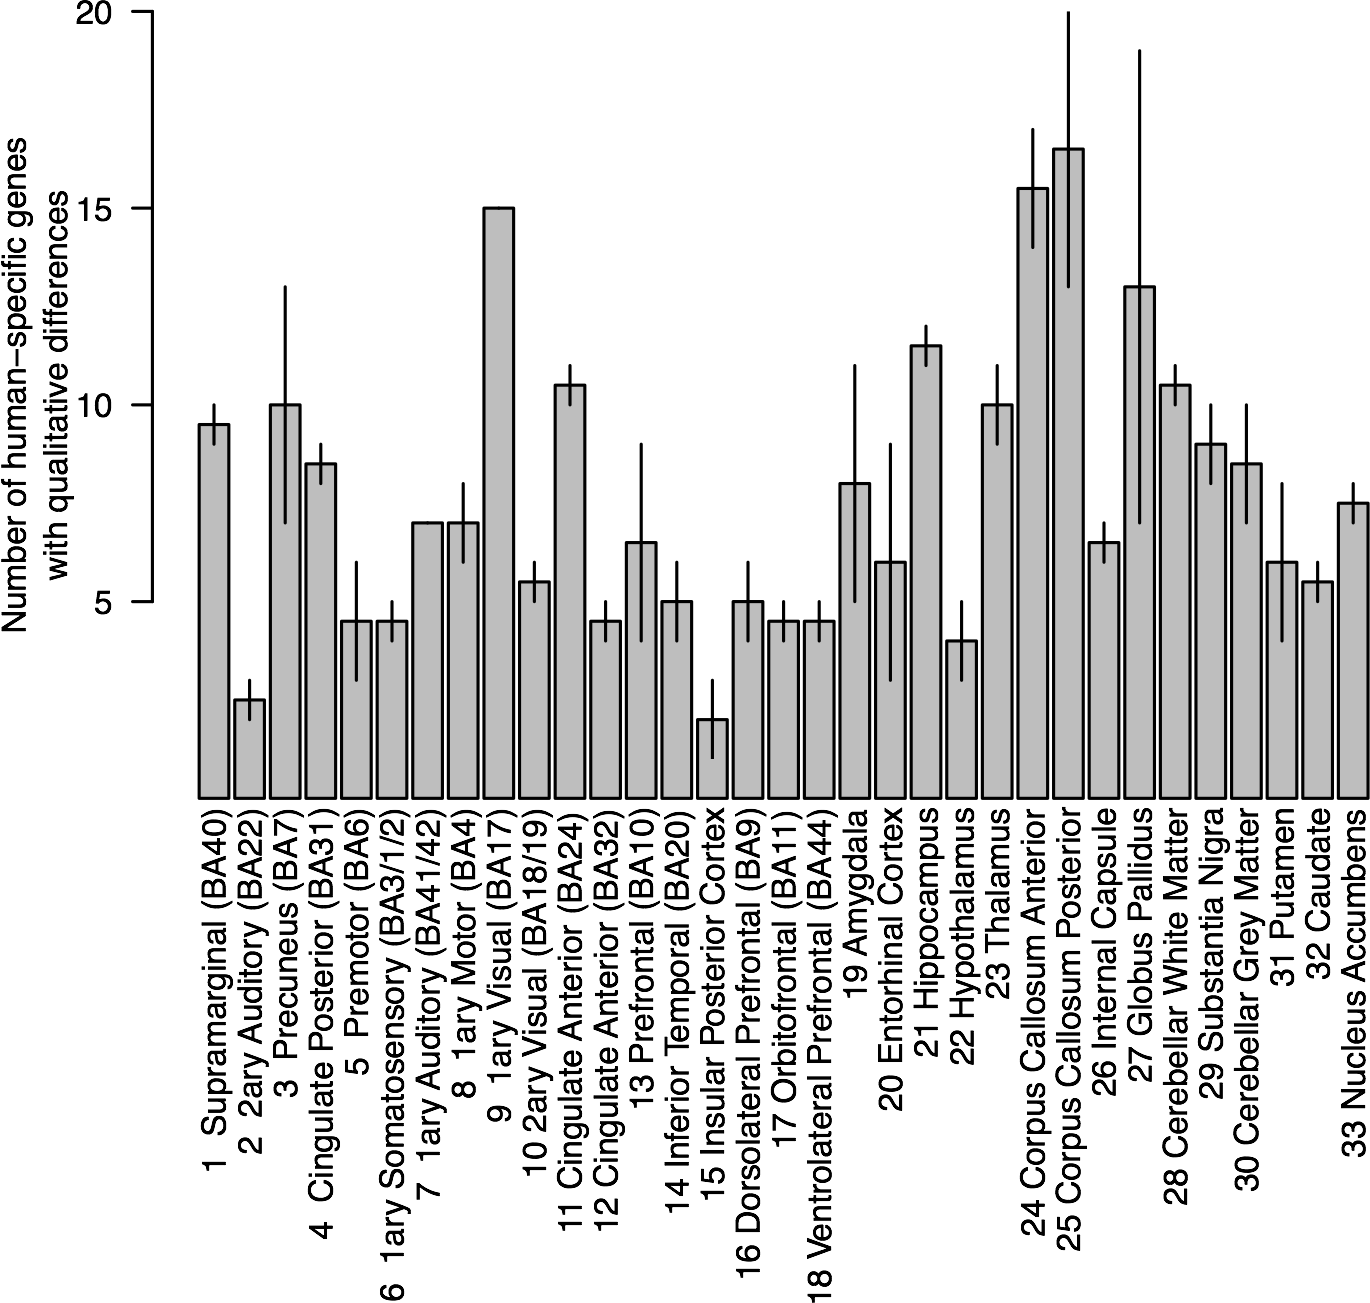 Number of human−specific genes
with qualitative differences
20
15
10
5
1 Supramarginal (BA40)
2 2ary Auditory (BA22)
3 Precuneus (BA7)
4 Cingulate Posterior (BA31)
5 Premotor (BA6)
6 1ary Somatosensory (BA3/1/2)
7 1ary Auditory (BA41/42)
8 1ary Motor (BA4)
9 1ary Visual (BA17)
10 2ary Visual (BA18/19)
11 Cingulate Anterior (BA24)
12 Cingulate Anterior (BA32)
13 Prefrontal (BA10)
14 Inferior Temporal (BA20)
15 Insular Posterior Cortex
16 Dorsolateral Prefrontal (BA9)
17 Orbitofrontal (BA11)
18 Ventrolateral Prefrontal (BA44)
19 Amygdala
20 Entorhinal Cortex
21 Hippocampus
22 Hypothalamus
23 Thalamus
24 Corpus Callosum Anterior
25 Corpus Callosum Posterior
26 Internal Capsule
27 Globus Pallidus
28 Cerebellar White Matter
29 Substantia Nigra
30 Cerebellar Grey Matter
31 Putamen
32 Caudate
33 Nucleus Accumbens